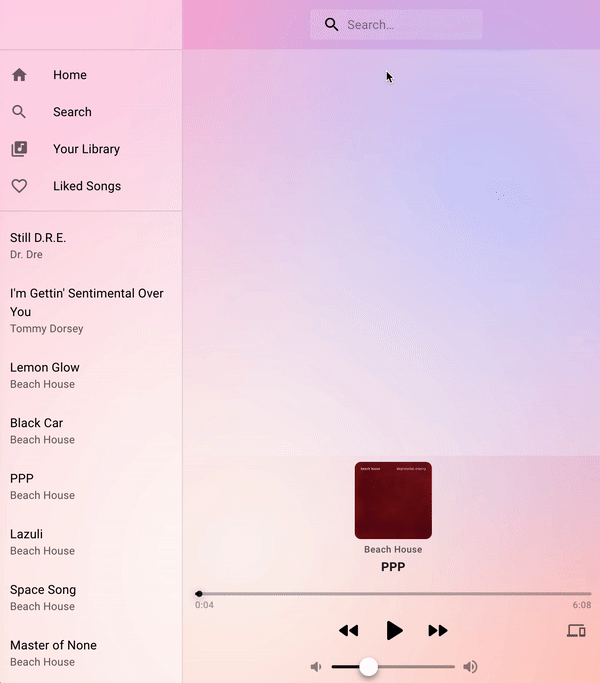 Search...
Home
Search
Your Library
Liked Songs
Still D.R.E.
Dr. Dre
I'm Gettin' Sentimental Over
You
Tommy Dorsey
Lemon Glow
Beach House
Black Car
Beach House
PPP
Beach House
Lazuli
Beach House
Space Song
Beach House
Master of None
Beach House
beach house
depression cherry
Beach House
PPP
0:04
6:08